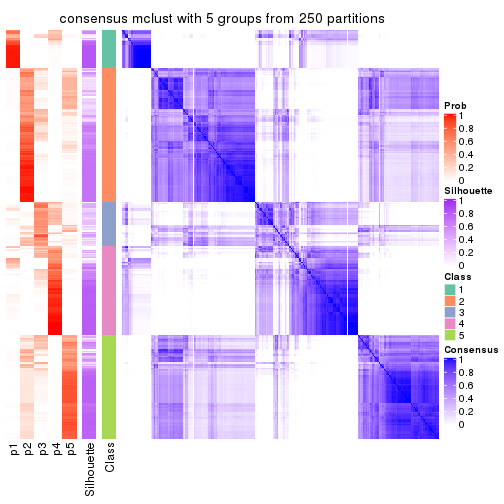 consensus mclust with 5 groups from 250 partitions
Prob
1
0.8
0.6
0.4
0.2
0
Silhouette
1
0.8
0.6
0.4
0.2
0
Class
1
2
3
4
5
Consensus
1
0.8
0.6
0.4
0.2
0
p1
p2
p3
p4
p5
Silhouette
Class